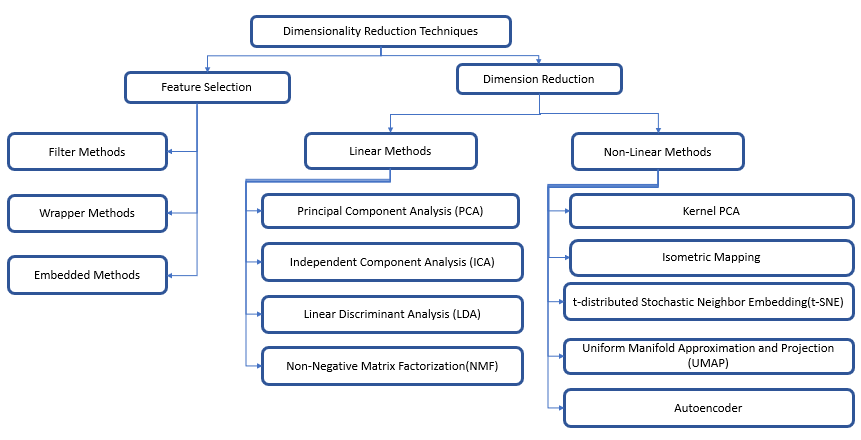 Dimensionality Reduction Techniques
Feature Selection
Dimension Reduction
Filter Methods
Wrapper Methods
Embedded Methods
Linear Methods
Principal Component Analysis (PCA)
Independent Component Analysis (ICA)
Linear Discriminant Analysis (LDA)
Non-Negative Matrix Factorization(NMF)
Non-Linear Methods
Kernel PCA
Isometric Mapping
t-distributed Stochastic Neighbor Embedding(t-SNE)
Uniform Manifold Approximation and Projection
(UMAP)
Autoencoder